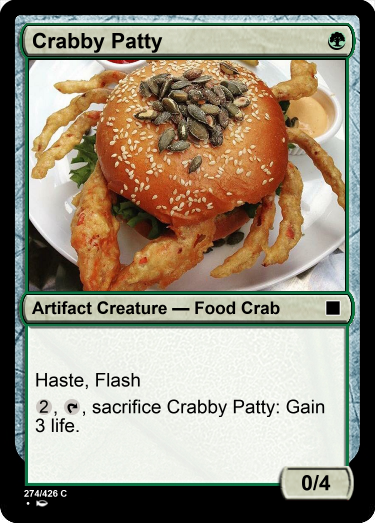 Crabby Patty
Artifact Creature — Food Crab
Haste, Flash
2, , sacrifice Crabby Patty: Gain
3 life.
0/4
274/426 C